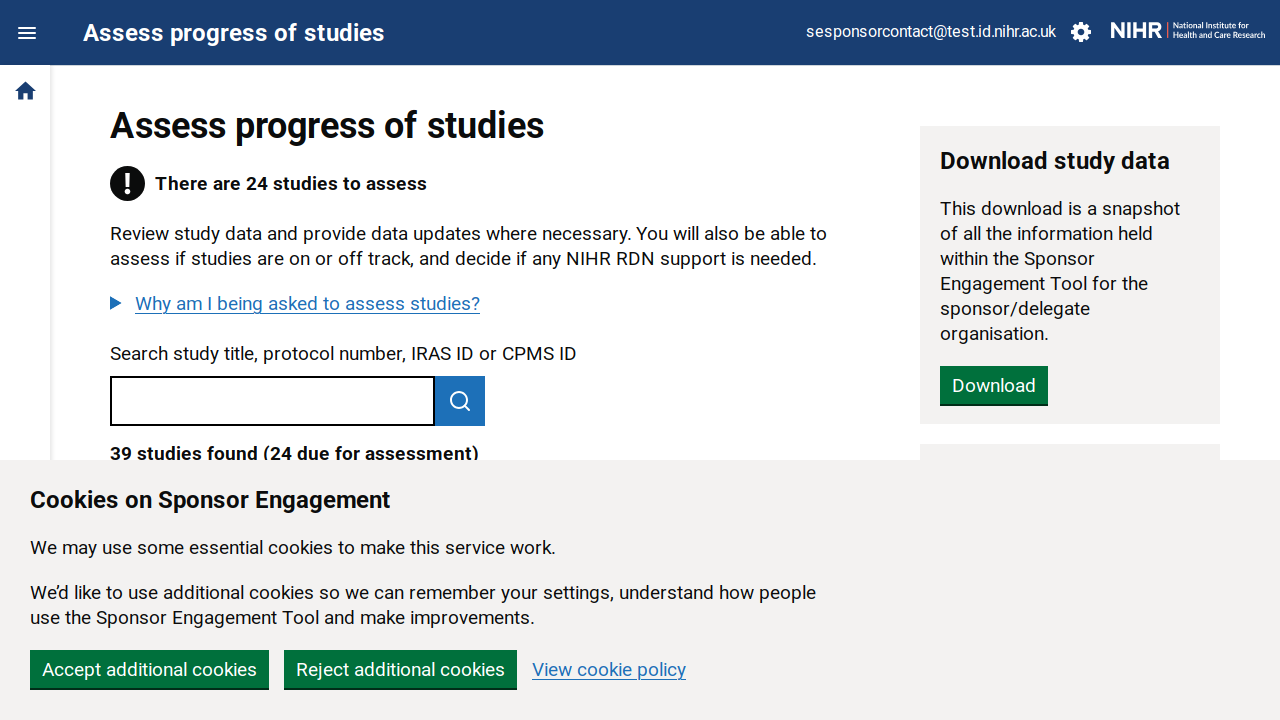 Assess progress of studies
sesponsorcontact@test.id.nihr.ac.uk
NIHR
National Institute for
Health and Care Research
Assess progress of studies
There are 24 studies to assess
Review study data and provide data updates where necessary. You will also be able to
assess if studies are on or off track, and decide if any NIHR RDN support is needed.
Why am I being asked to assess studies?
Search study title, protocol number, IRAS ID or CPMS ID
39 studies found (24 due for assessment)
Download study data
This download is a snapshot
of all the information held
within the Sponsor
Engagement Tool for the
sponsor/delegate
organisation.
Download
Cookies on Sponsor Engagement
We may use some essential cookies to make this service work.
We’d like to use additional cookies so we can remember your settings, understand how people
use the Sponsor Engagement Tool and make improvements.
Accept additional cookies
Reject additional cookies
View cookie policy